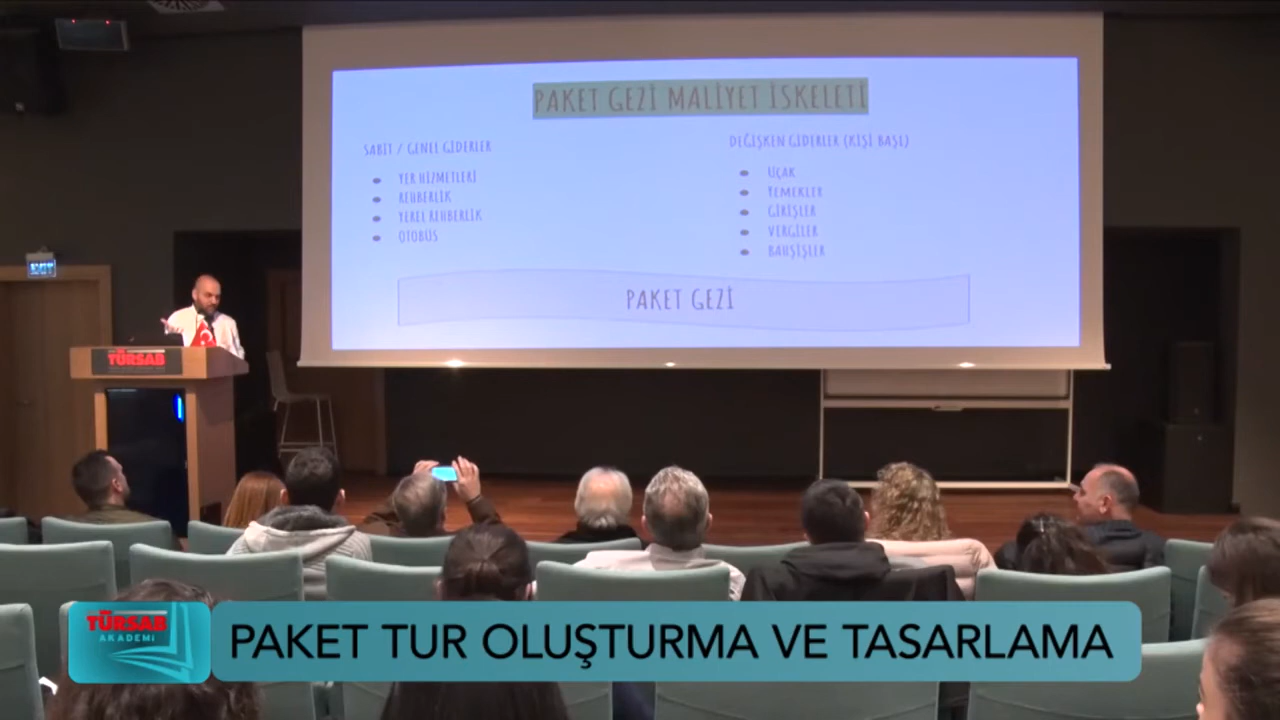 PAKET GEZİ MALİYET İSKELETİ
SABİT / GENEL GİDERLER
YER HİZMETLERİ
REHBERLİK
YEREL REHBERLİK
OTOBÜS
DEĞİŞKEN GİDERLER (KİŞİ BAŞI)
UÇAK
YEMEKLER
GİRİŞLER
VERGİLER
BAHŞİŞLER
PAKET GEZİ
EXIT
TÜRSAB
TÜRSAB
AKADEMİ
PAKET TUR OLUŞTURMA VE TASARLAMA